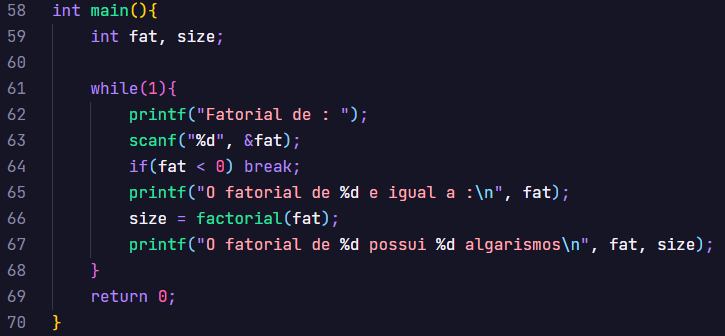 58 int main(){
59     int fat, size;
60
61     while(1){
62         printf("Fatorial de : ");
63         scanf("%d", &fat);
64         if(fat < 0) break;
65         printf("O fatorial de %d e igual a :\n", fat);
66         size = factorial(fat);
67         printf("O fatorial de %d possui %d algarismos\n", fat, size);
68     }
69     return 0;
70 }